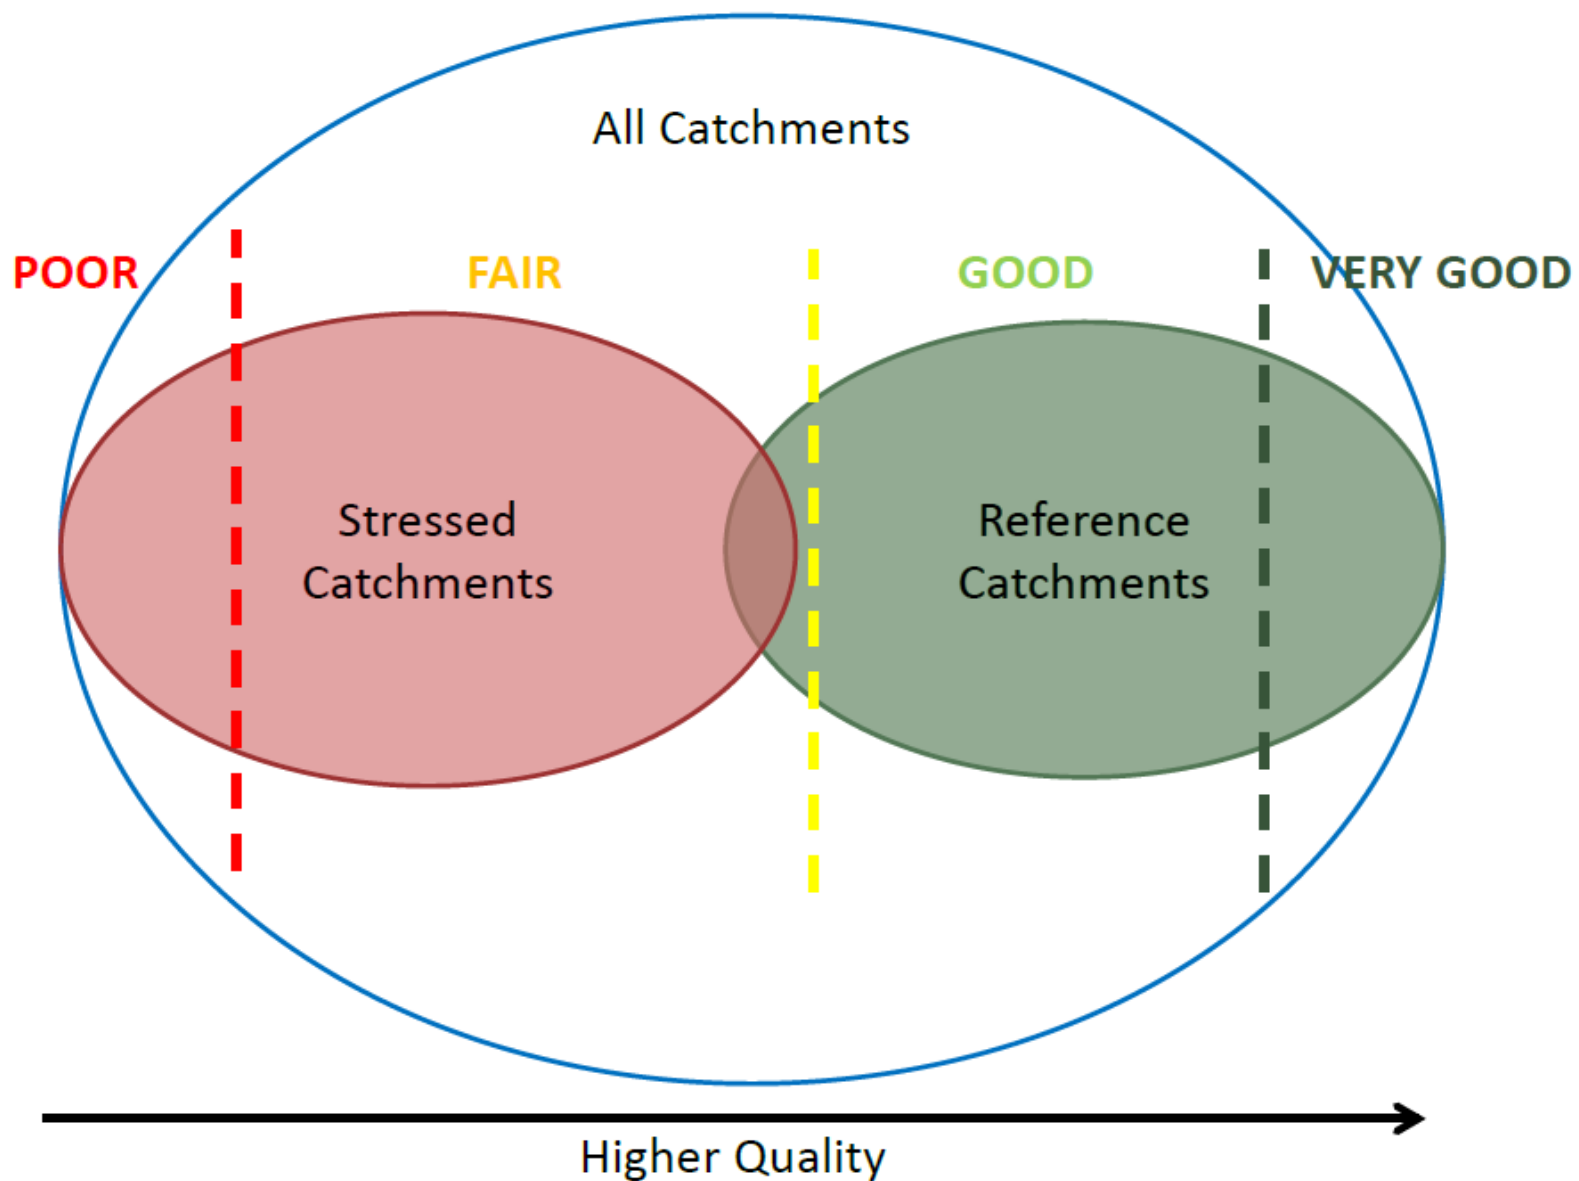 All Catchments
POOR
FAIR
GOOD
VERY GOOD
Stressed
Catchments
Reference
Catchments
Higher Quality